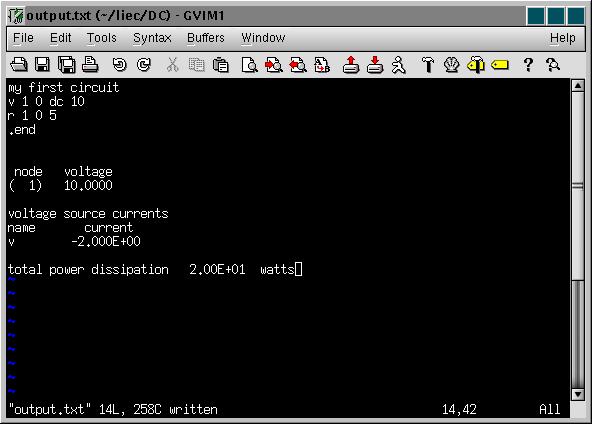 output.txt (~/liec/DC) - GVIM1
File Edit Tools Syntax Buffers Window Help
my first circuit
v 1 0 dc 10
r 1 0 5
.end
node voltage
( 1) 10.0000
voltage source currents
name current
v -2.000E+00
total power dissipation 2.00E+01 watts
~
~
~
~
~
~
~
~
~
"output.txt" 14L, 258C written 14,42 All